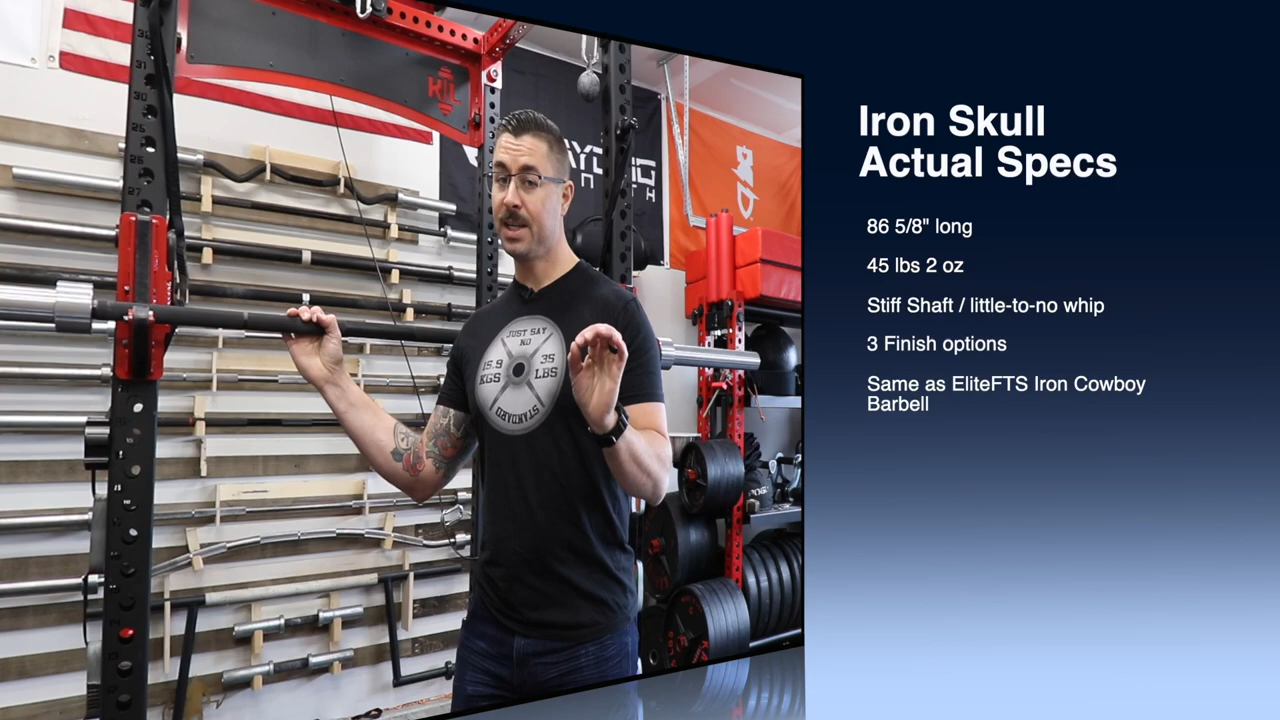 Iron Skull
Actual Specs
86 5/8" long
45 lbs 2 oz
Stiff Shaft / little-to-no whip
3 Finish options
Same as EliteFTS Iron Cowboy
Barbell
JUST SAY
NO
15.9
KGS
35
LBS
STANDARD